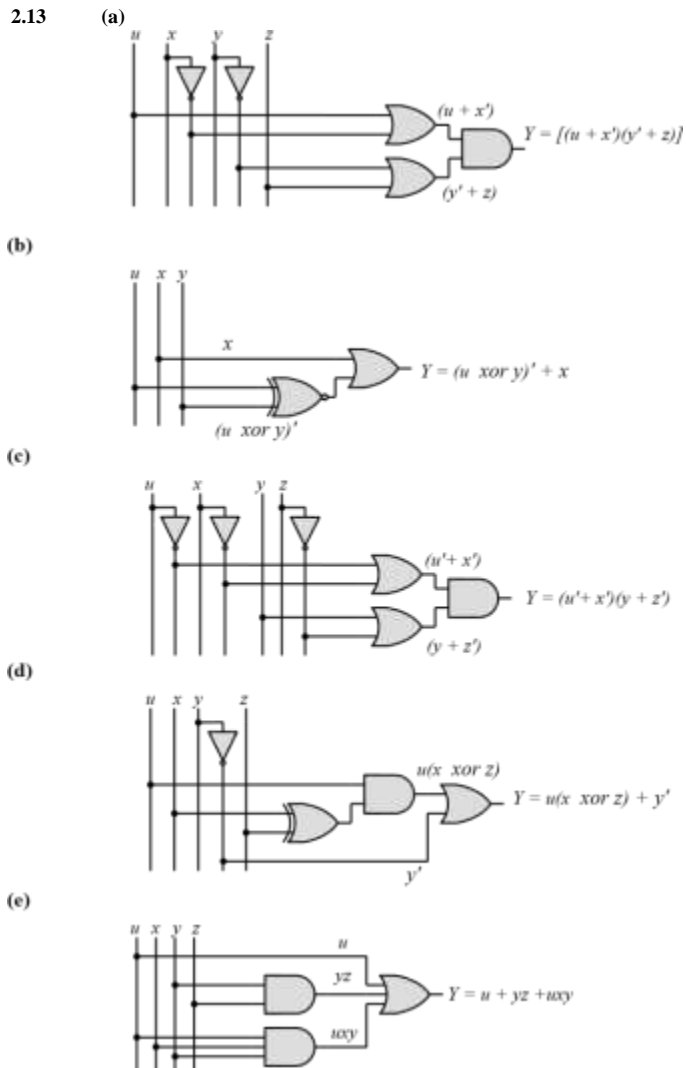 2.13 (a)
u x y z
(u + x')
Y = [(u + x')(y' + z)]
(y' + z)
(b)
u x y
x
Y = (u xor y)' + x
(u xor y)'
(c)
u x y z
(u'+ x')
Y = (u'+ x')(y + z')
(y + z')
(d)
u x y z
u(x xor z)
Y = u(x xor z) + y'
y'
(e)
u x y z
u
yz
Y = u + yz +uxy
uxy